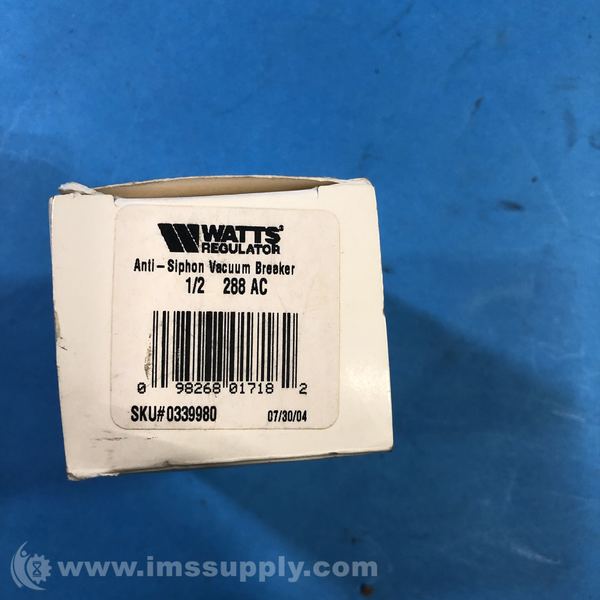 WATTS
REGULATOR
Anti-Siphon Vacuum Breaker
1/2 288 AC
0 98268 01718 2
SKU#0339980 07/30/04
www.imssupply.com